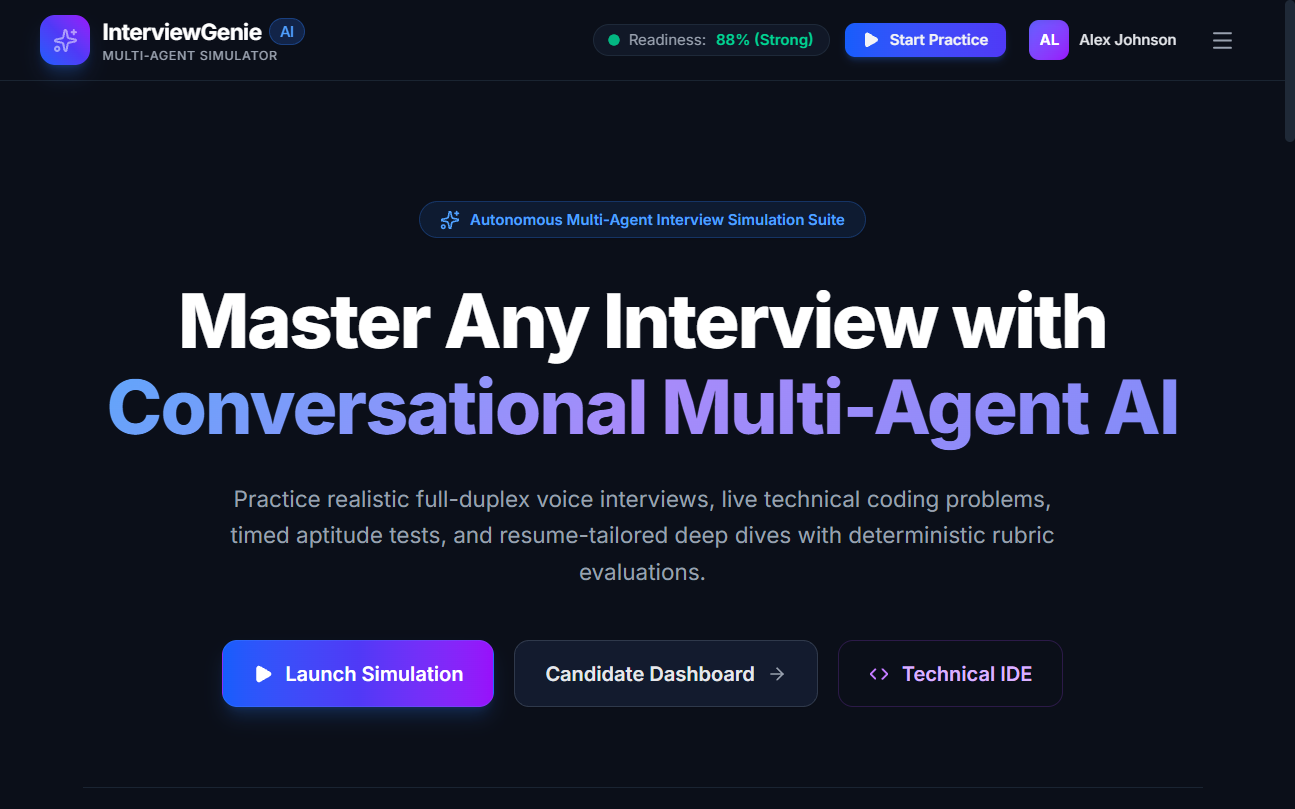 InterviewGenie AI
MULTI-AGENT SIMULATOR
Readiness: 88% (Strong)
Start Practice
AL Alex Johnson
Autonomous Multi-Agent Interview Simulation Suite
Master Any Interview with
Conversational Multi-Agent AI
Practice realistic full-duplex voice interviews, live technical coding problems,
timed aptitude tests, and resume-tailored deep dives with deterministic rubric
evaluations.
Launch Simulation
Candidate Dashboard
Technical IDE